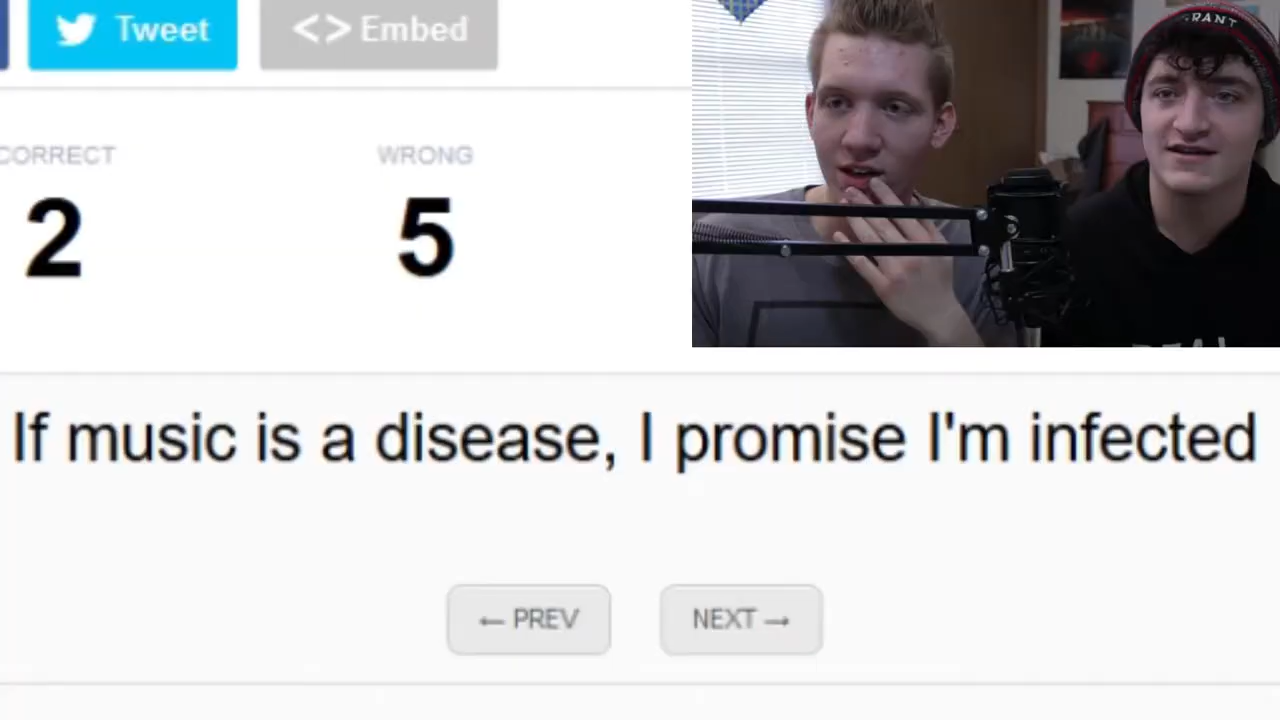 Tweet
<> Embed
CORRECT
WRONG
2
5
If music is a disease, I promise I'm infected
← PREV
NEXT →